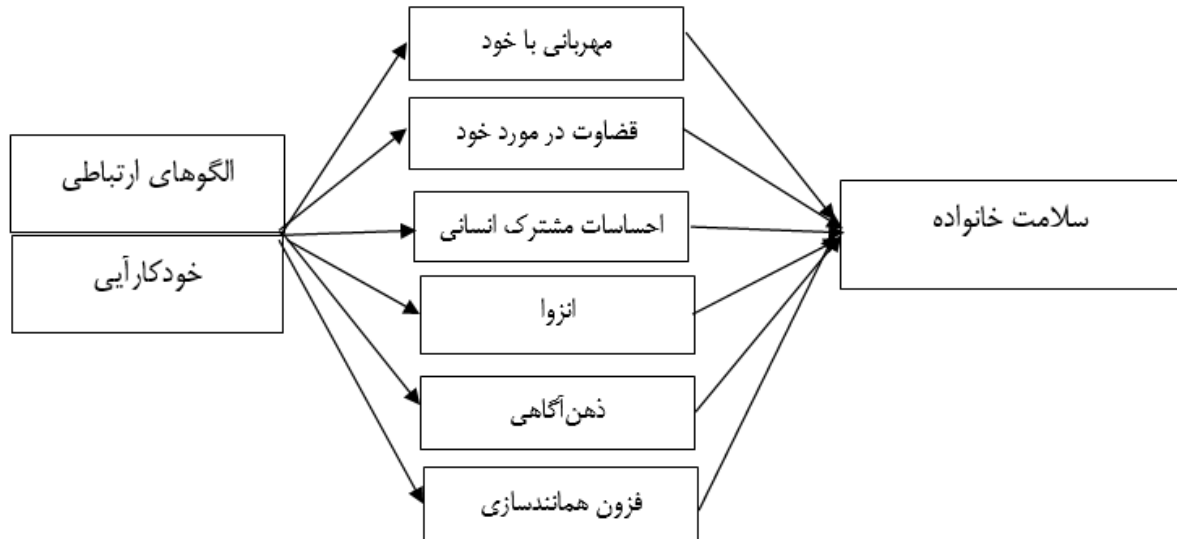 الگوهای ارتباطی
خودکارآیی
مهربانی با خود
قضاوت در مورد خود
احساسات مشترک انسانی
انزوا
ذهن‌آگاهی
فزون همانندسازی
سلامت خانواده